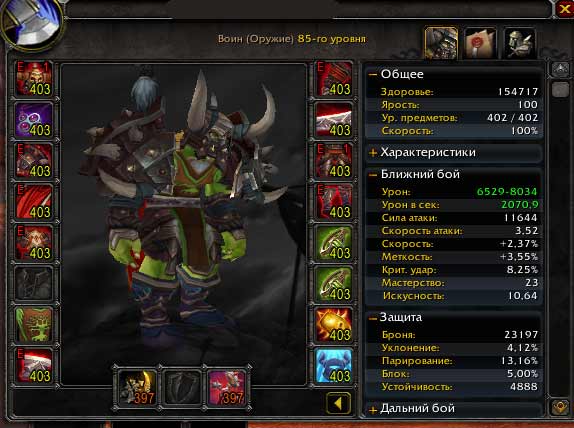 Воин (Оружие) 85-го уровня
E 1 403
403
E 403
E 403
E 403
403
397
397
E 403
403
E 1 403
E 403
403
403
403
403
− Общее
Здоровье: 154717
Ярость: 100
Ур. предметов: 402 / 402
Скорость: 100%
+ Характеристики
− Ближний бой
Урон: 6529-8034
Урон в сек: 2070,9
Сила атаки: 11644
Скорость атаки: 3,52
Скорость: +2,37%
Меткость: +3,55%
Крит. удар: 8,25%
Мастерство: 23
Искусность: 10,64
− Защита
Броня: 23197
Уклонение: 4,12%
Парирование: 13,16%
Блок: 5,00%
Устойчивость: 4888
+ Дальний бой